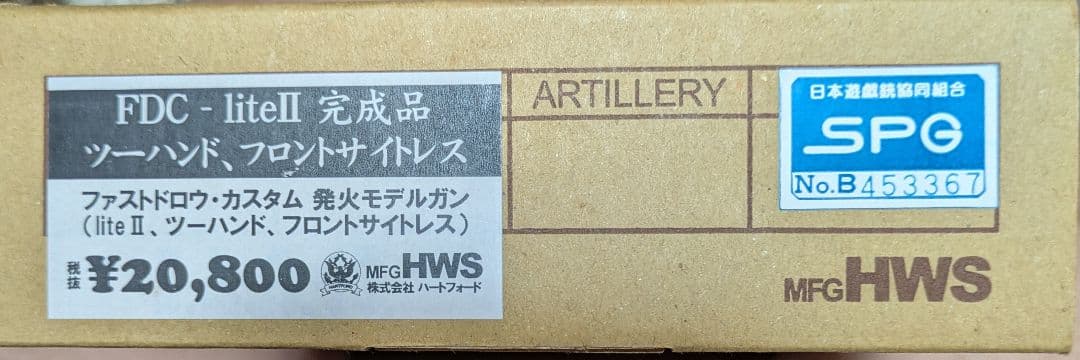 FDC - liteⅡ 完成品
ツーハンド、フロントサイトレス
ファストドロウ・カスタム 発火モデルガン
(liteⅡ、ツーハンド、フロントサイトレス)
税抜 ¥20,800
MFG HWS
株式会社 ハートフォード
HARTFORD
ARTILLERY
日本遊戯銃協同組合
SPG
No.B 453367
MFG HWS